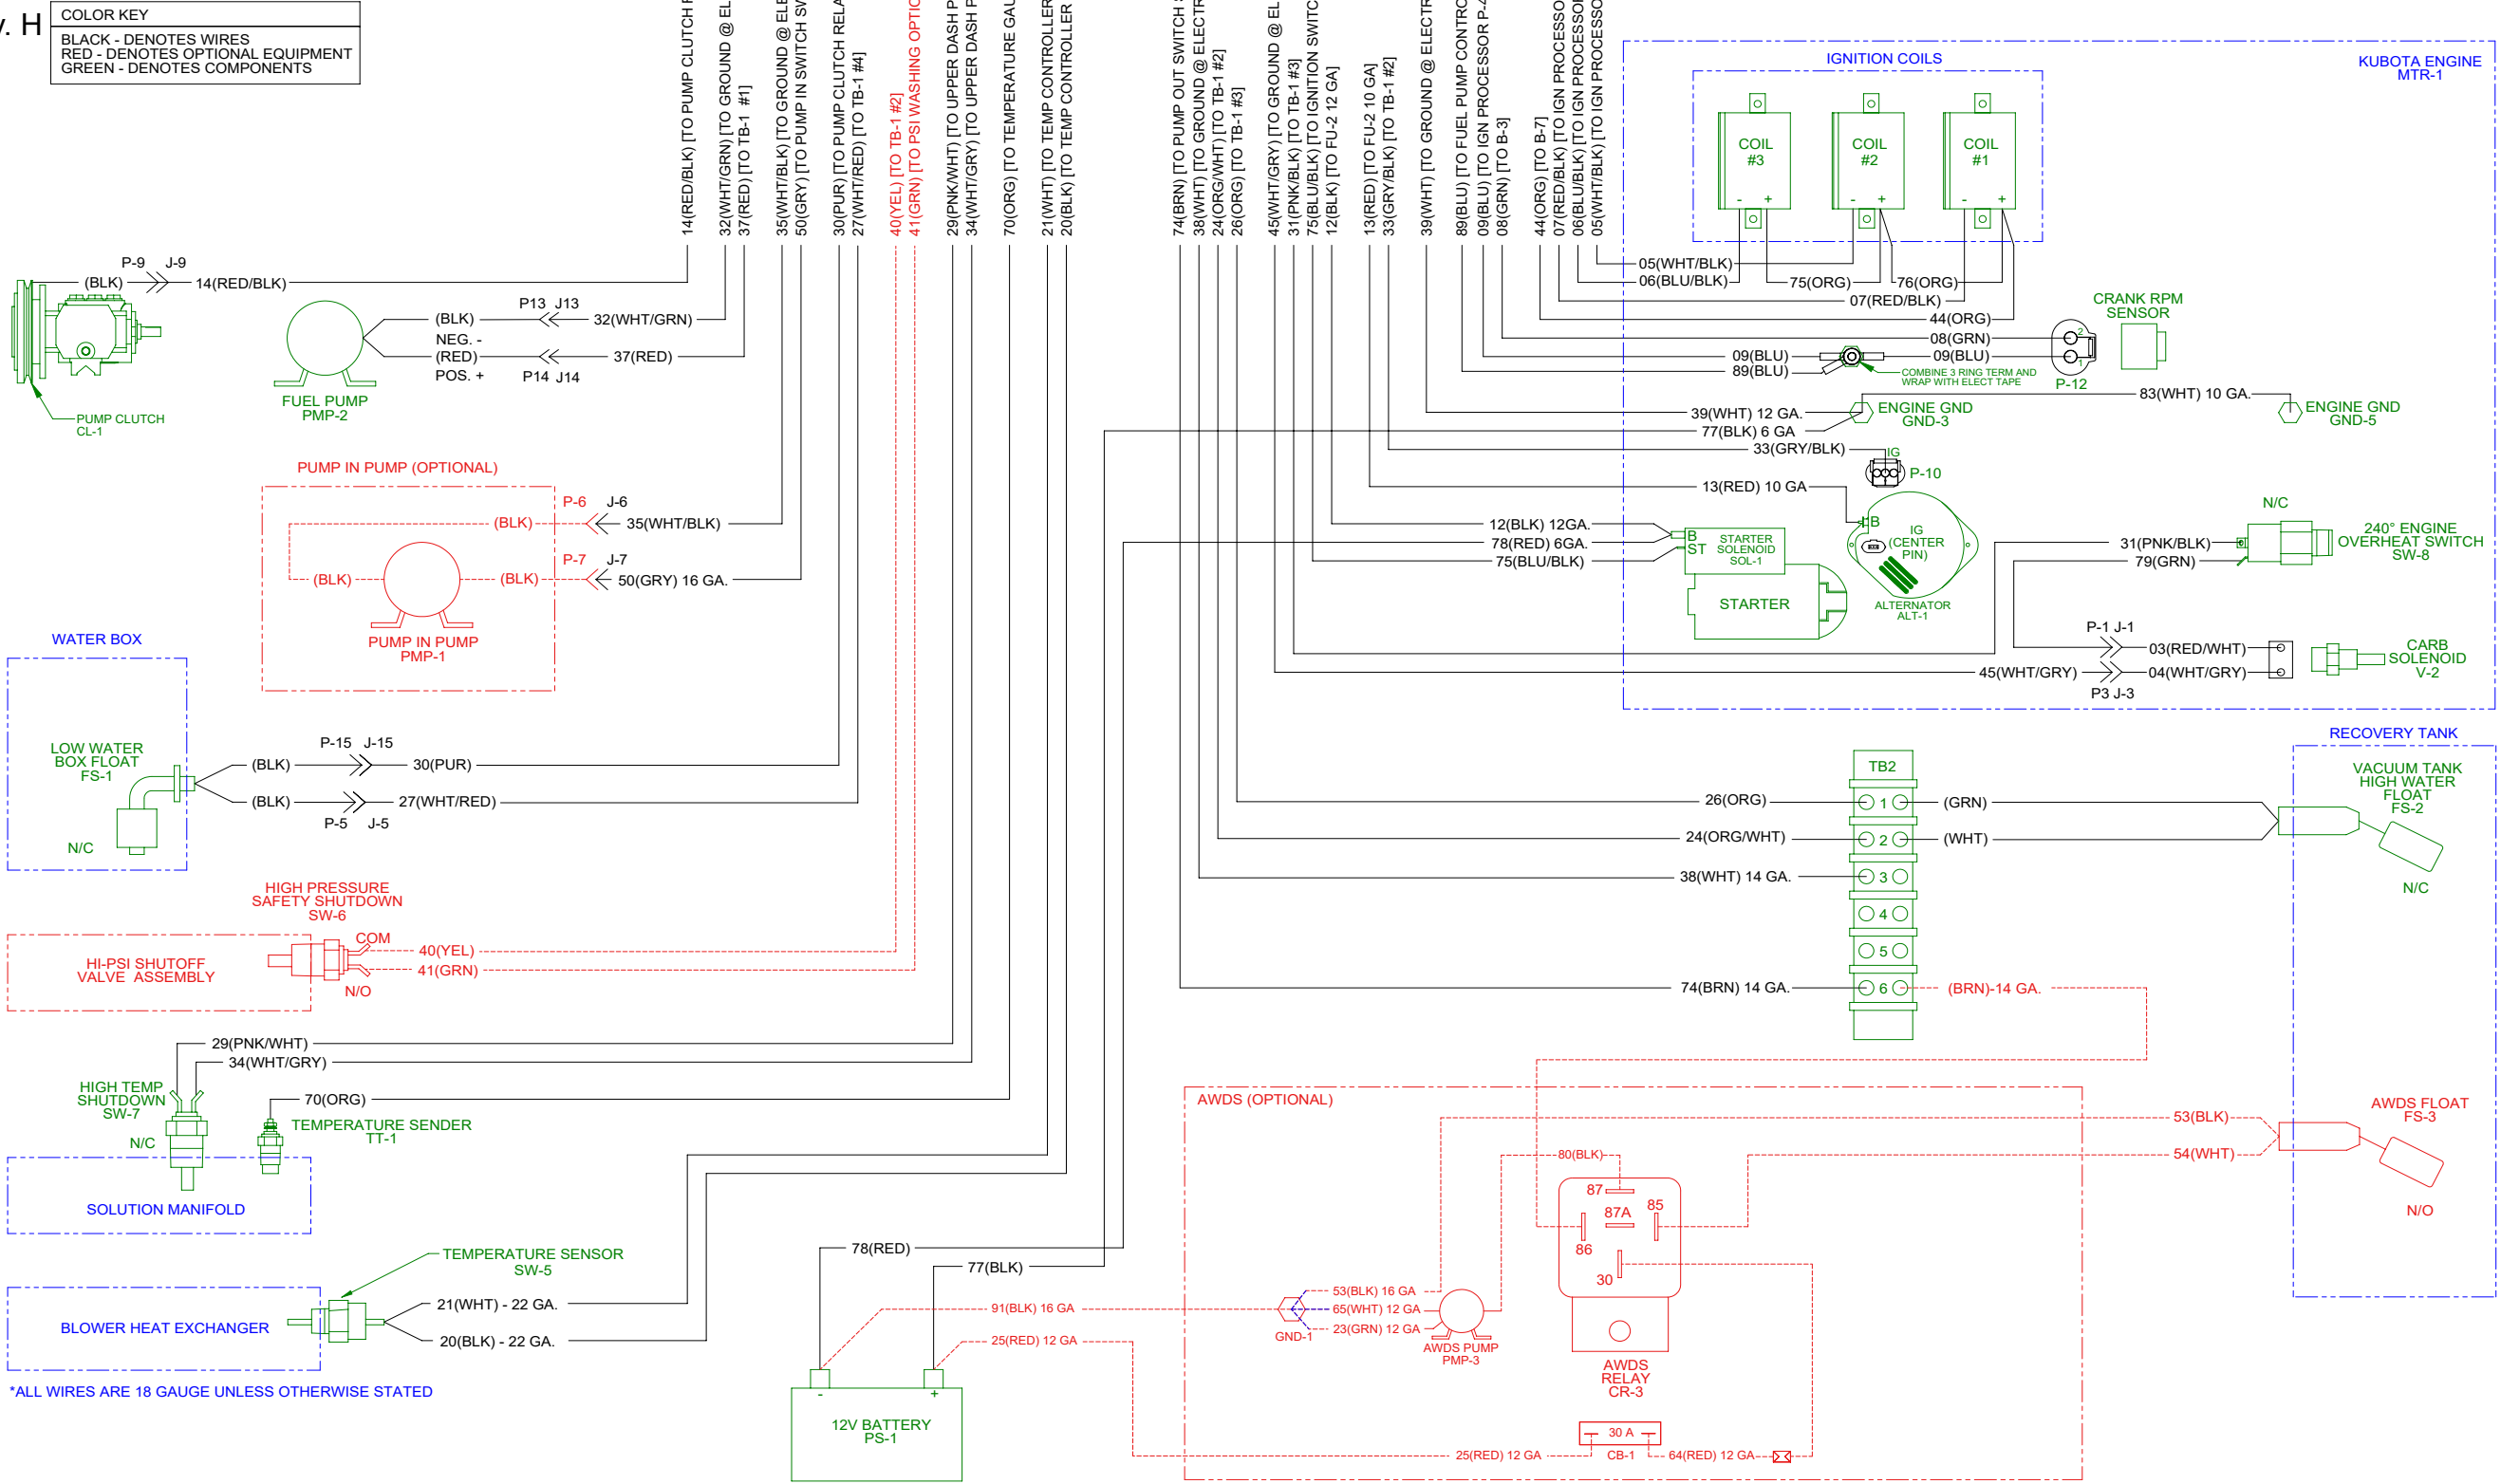 v. H
COLOR KEY
BLACK - DENOTES WIRES
RED - DENOTES OPTIONAL EQUIPMENT
GREEN - DENOTES COMPONENTS
14(RED/BLK) [TO PUMP CLUTCH
32(WHT/GRN) [TO GROUND @
37(RED) [TO TB-1 #1]
35(WHT/BLK) [TO GROUND @
50(GRY) [TO PUMP IN SWITCH
30(PUR) [TO PUMP CLUTCH
27(WHT/RED) [TO TB-1 #4]
40(YEL) [TO TB-1 #2]
41(GRN) [TO PSI WASHING
29(PNK/WHT) [TO UPPER DASH
34(WHT/GRY) [TO UPPER DASH
70(ORG) [TO TEMPERATURE
21(WHT) [TO TEMP CONTROLLER
20(BLK) [TO TEMP CONTROLLER
74(BRN) [TO PUMP OUT SWITCH
38(WHT) [TO GROUND @
24(ORG/WHT) [TO TB-1 #2]
26(ORG) [TO TB-1 #3]
45(WHT/GRY) [TO GROUND @
31(PNK/BLK) [TO TB-1 #3]
75(BLU/BLK) [TO IGNITION
12(BLK) [TO FU-2 12 GA]
13(RED) [TO FU-2 10 GA]
33(GRY/BLK) [TO TB-1 #2]
39(WHT) [TO GROUND @
89(BLU) [TO FUEL PUMP
09(BLU) [TO IGN PROCESSOR
08(GRN) [TO B-3]
44(ORG) [TO B-7]
07(RED/BLK) [TO IGN
06(BLU/BLK) [TO IGN PROCESSOR
05(WHT/BLK) [TO IGN
IGNITION COILS
KUBOTA ENGINE
MTR-1
COIL
#3
- +
COIL
#2
- +
COIL
#1
- +
05(WHT/BLK)
06(BLU/BLK)
75(ORG)
76(ORG)
07(RED/BLK)
44(ORG)
08(GRN)
09(BLU)
09(BLU)
89(BLU)
COMBINE 3 RING TERM AND
WRAP WITH ELECT TAPE
CRANK RPM
SENSOR
2
1
P-12
39(WHT) 12 GA.
77(BLK) 6 GA
ENGINE GND
GND-3
83(WHT) 10 GA.
ENGINE GND
GND-5
33(GRY/BLK)
IG
P-10
13(RED) 10 GA
12(BLK) 12GA.
78(RED) 6GA.
75(BLU/BLK)
B
ST
STARTER
SOLENOID
SOL-1
STARTER
B
IG
(CENTER
PIN)
ALTERNATOR
ALT-1
N/C
31(PNK/BLK)
79(GRN)
240° ENGINE
OVERHEAT SWITCH
SW-8
P-1 J-1
03(RED/WHT)
45(WHT/GRY)
04(WHT/GRY)
P3 J-3
CARB
SOLENOID
V-2
P-9 J-9
(BLK)
14(RED/BLK)
PUMP CLUTCH
CL-1
P13 J13
(BLK)
32(WHT/GRN)
NEG. -
(RED)
37(RED)
POS. +
P14 J14
FUEL PUMP
PMP-2
PUMP IN PUMP (OPTIONAL)
P-6 J-6
(BLK)
35(WHT/BLK)
P-7 J-7
(BLK)
(BLK)
50(GRY) 16 GA.
PUMP IN PUMP
PMP-1
WATER BOX
LOW WATER
BOX FLOAT
FS-1
N/C
P-15 J-15
(BLK)
30(PUR)
(BLK)
27(WHT/RED)
P-5 J-5
HIGH PRESSURE
SAFETY SHUTDOWN
SW-6
HI-PSI SHUTOFF
VALVE ASSEMBLY
COM
40(YEL)
41(GRN)
N/O
29(PNK/WHT)
34(WHT/GRY)
HIGH TEMP
SHUTDOWN
SW-7
N/C
70(ORG)
TEMPERATURE SENDER
TT-1
SOLUTION MANIFOLD
TEMPERATURE SENSOR
SW-5
BLOWER HEAT EXCHANGER
21(WHT) - 22 GA.
20(BLK) - 22 GA.
*ALL WIRES ARE 18 GAUGE UNLESS OTHERWISE STATED
78(RED)
77(BLK)
91(BLK) 16 GA
25(RED) 12 GA
- +
12V BATTERY
PS-1
TB2
26(ORG)
1
(GRN)
24(ORG/WHT)
2
(WHT)
38(WHT) 14 GA.
3
4
5
74(BRN) 14 GA.
6
(BRN)-14 GA.
RECOVERY TANK
VACUUM TANK
HIGH WATER
FLOAT
FS-2
N/C
AWDS FLOAT
FS-3
N/O
53(BLK)
54(WHT)
AWDS (OPTIONAL)
80(BLK)
87
87A
85
86
30
53(BLK) 16 GA
65(WHT) 12 GA
23(GRN) 12 GA
GND-1
AWDS PUMP
PMP-3
AWDS
RELAY
CR-3
30 A
25(RED) 12 GA
CB-1
64(RED) 12 GA